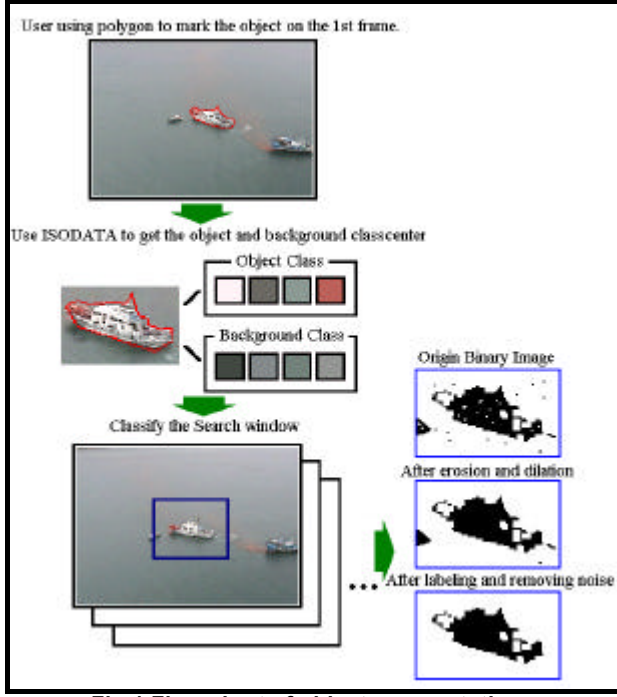 User using polygon to mark the object on the 1st frame.
Use ISODATA to get the object and background classcenter
Object Class
Background Class
Origin Binary Image
Classify the Search window
After erosion and dilation
After labeling and removing noise